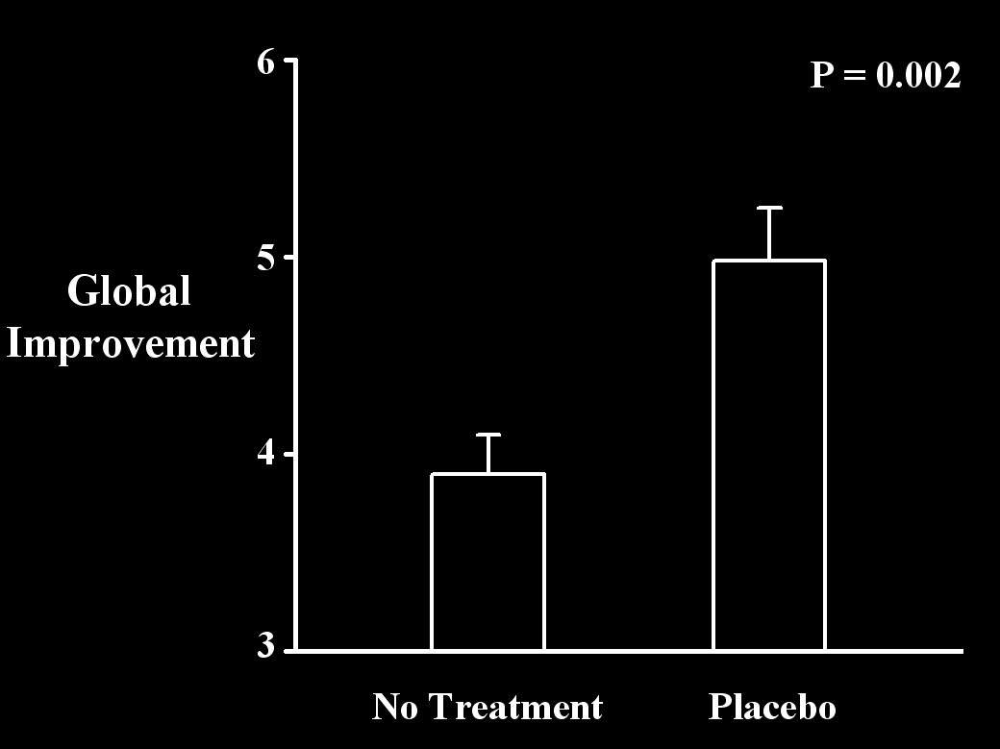 6
P = 0.002
5
Global
Improvement
4
3
No Treatment
Placebo